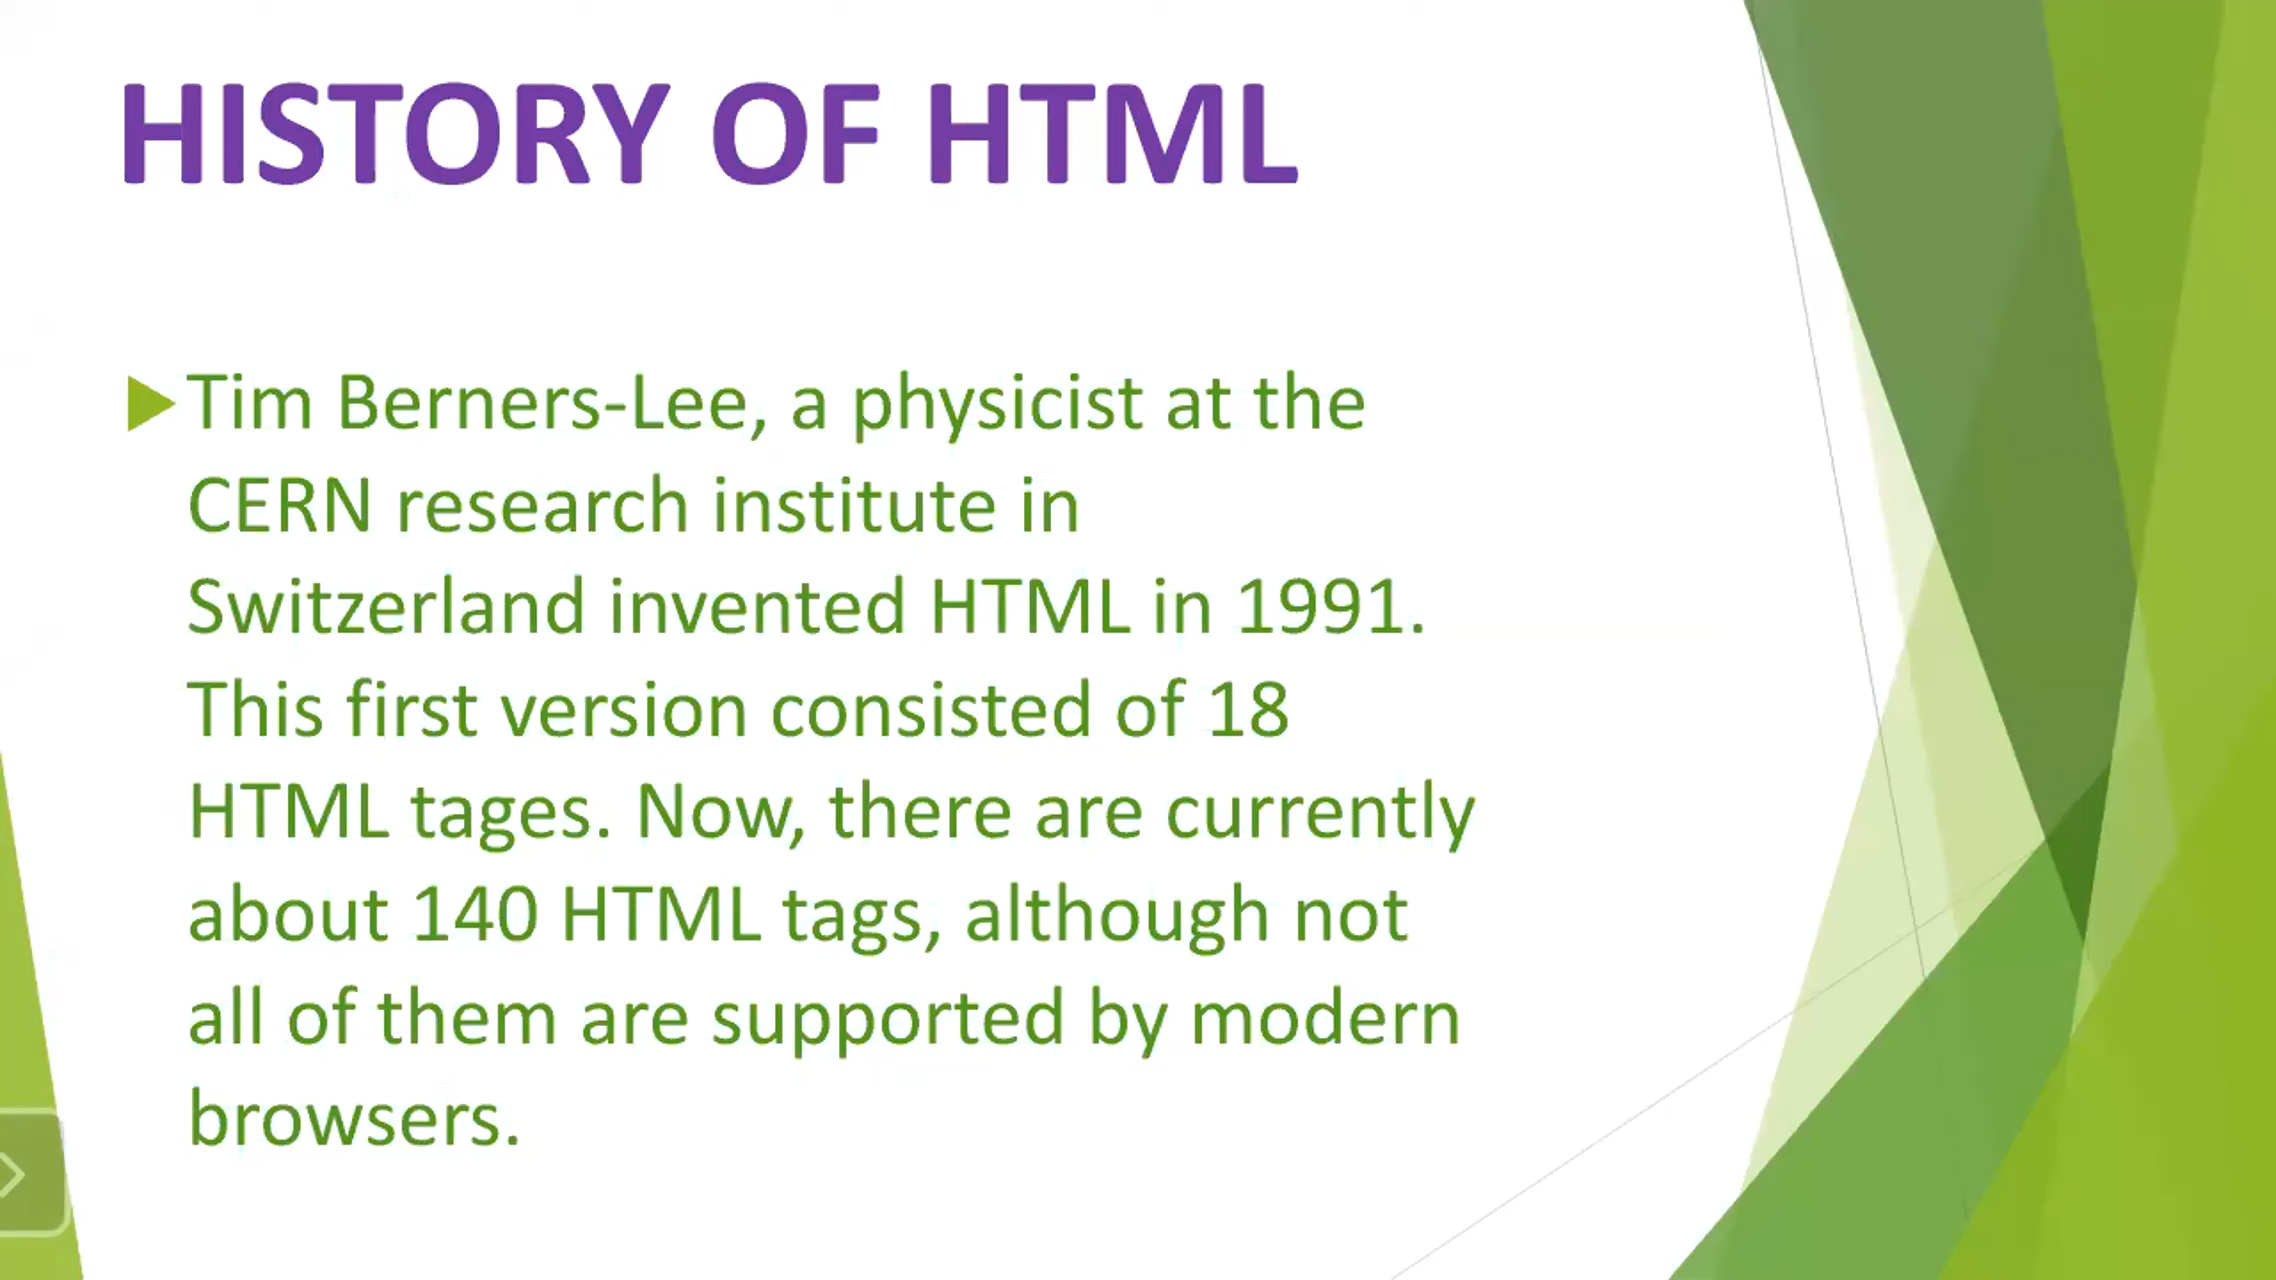 HISTORY OF HTML
Tim Berners-Lee, a physicist at the
CERN research institute in
Switzerland invented HTML in 1991.
This first version consisted of 18
HTML tages. Now, there are currently
about 140 HTML tags, although not
all of them are supported by modern
browsers.